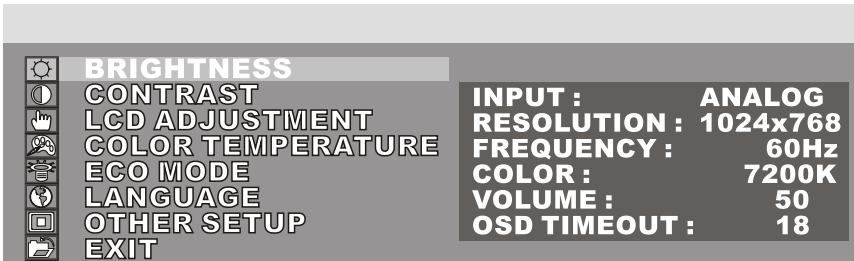 BRIGHTNESS
CONTRAST
LCD ADJUSTMENT
COLOR TEMPERATURE
ECO MODE
LANGUAGE
OTHER SETUP
EXIT
INPUT : ANALOG
RESOLUTION : 1024x768
FREQUENCY : 60Hz
COLOR : 7200K
VOLUME : 50
OSD TIMEOUT : 18